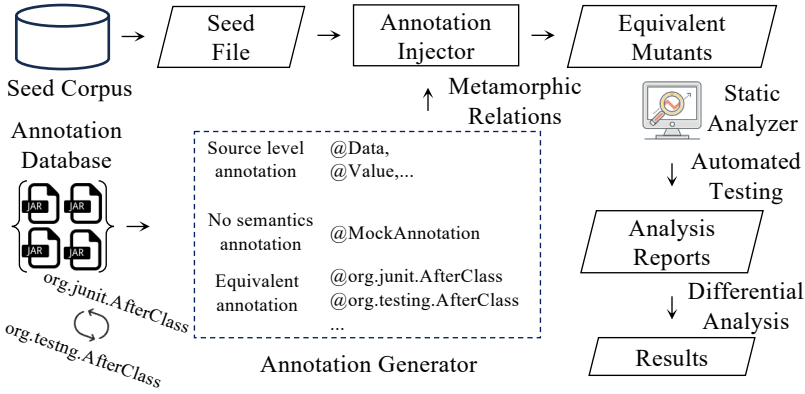 Seed Corpus
Seed
File
Annotation
Injector
Equivalent
Mutants
Metamorphic
Relations
Static
Analyzer
Automated
Testing
Annotation
Database
JAR
JAR
JAR
JAR
org.junit.AfterClass
org.testng.AfterClass
Source level
annotation
@Data,
@Value,...
No semantics
annotation
@MockAnnotation
Equivalent
annotation
@org.junit.AfterClass
@org.testing.AfterClass
...
Annotation Generator
Analysis
Reports
Differential
Analysis
Results